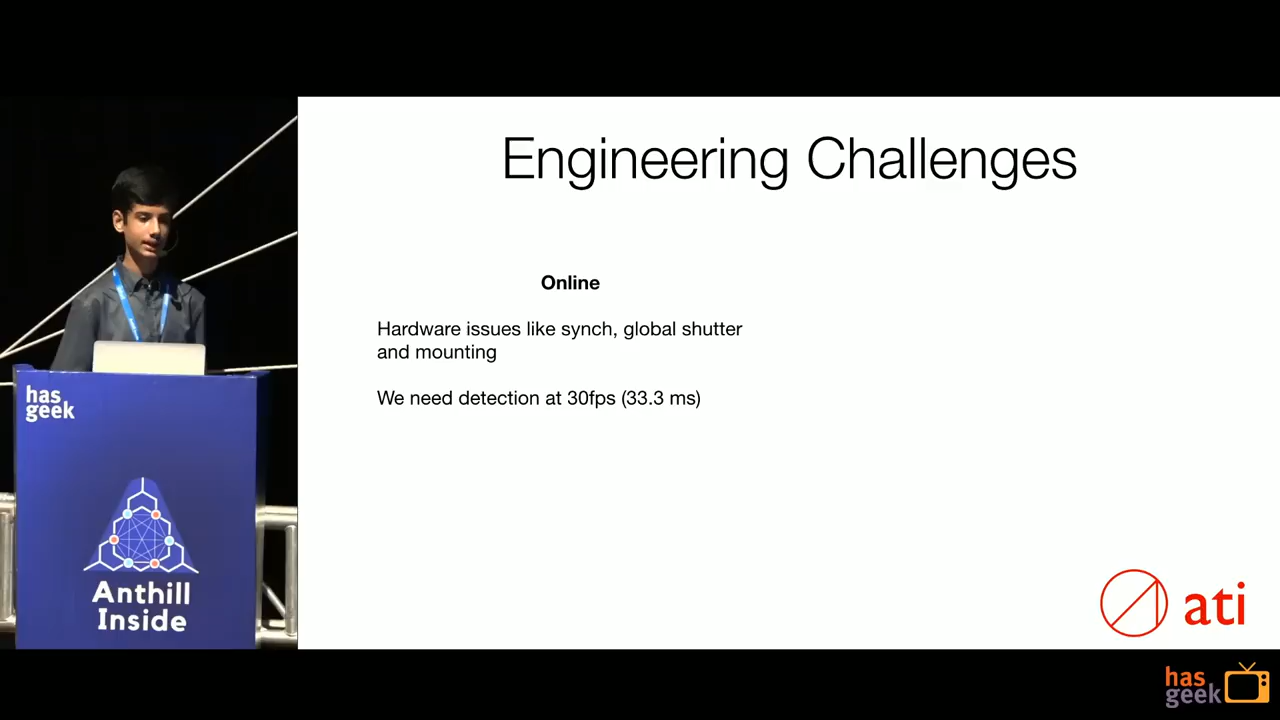 Engineering Challenges
Online
Hardware issues like synch, global shutter
and mounting
We need detection at 30fps (33.3 ms)
has
geek
Anthill
Inside
ati
has
geek